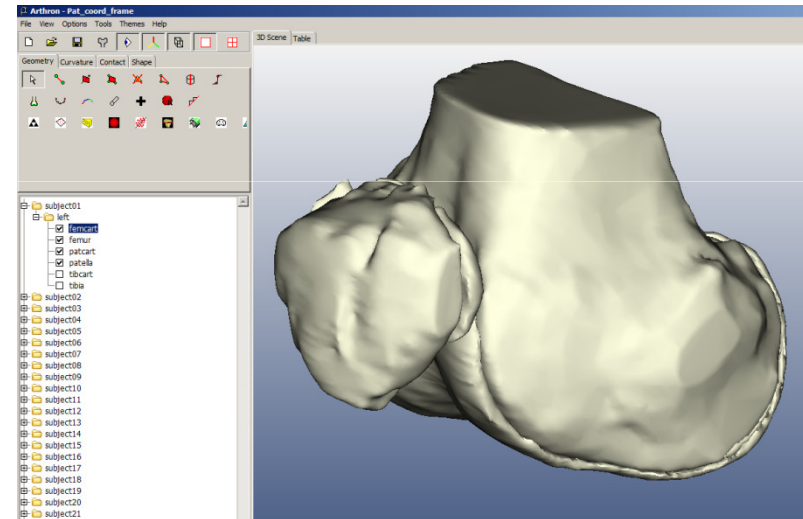 Arthron - Pat_coord_frame
File View Options Tools Themes Help
3D Scene Table
Geometry Curvature Contact Shape
subject01
left
femcart
femur
patcart
patella
tibcart
tibia
subject02
subject03
subject04
subject05
subject06
subject07
subject08
subject09
subject10
subject11
subject12
subject13
subject14
subject15
subject16
subject17
subject18
subject19
subject20
subject21